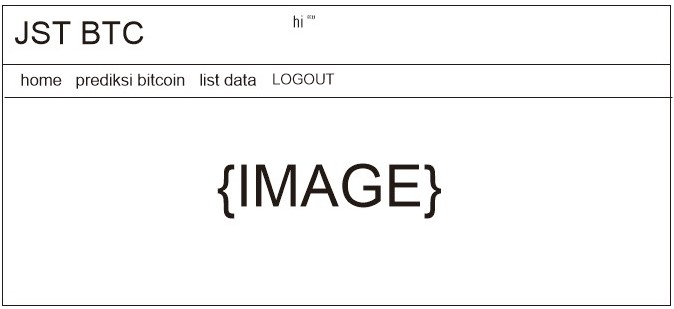 JST BTC
hi
home prediksi bitcoin list data LOGOUT
{IMAGE}